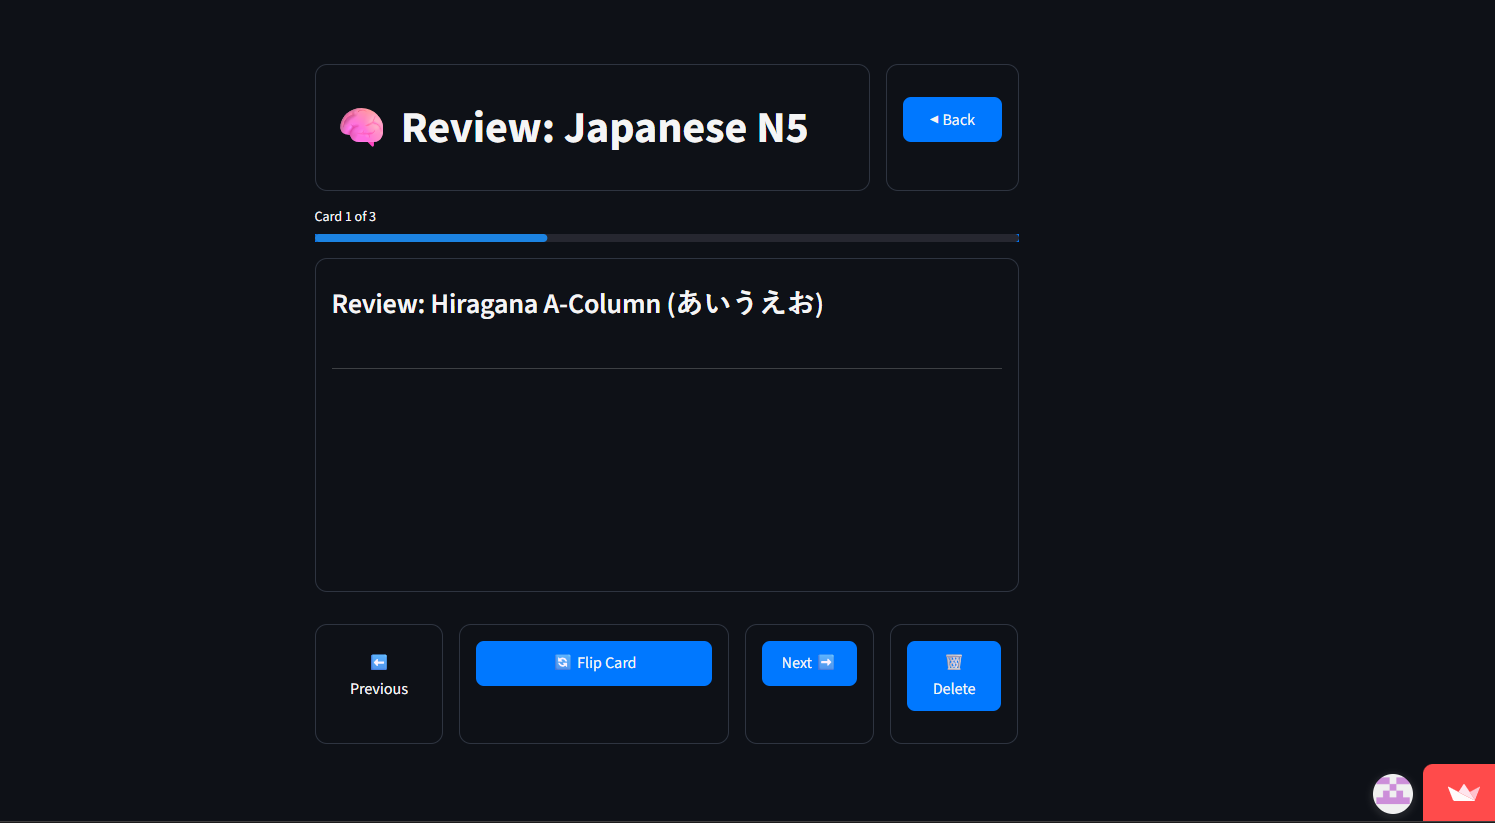 🧠 Review: Japanese N5
◀ Back
Card 1 of 3
Review: Hiragana A-Column (あいうえお)
⬅️
Previous
🔄 Flip Card
Next ➡️
🗑️
Delete